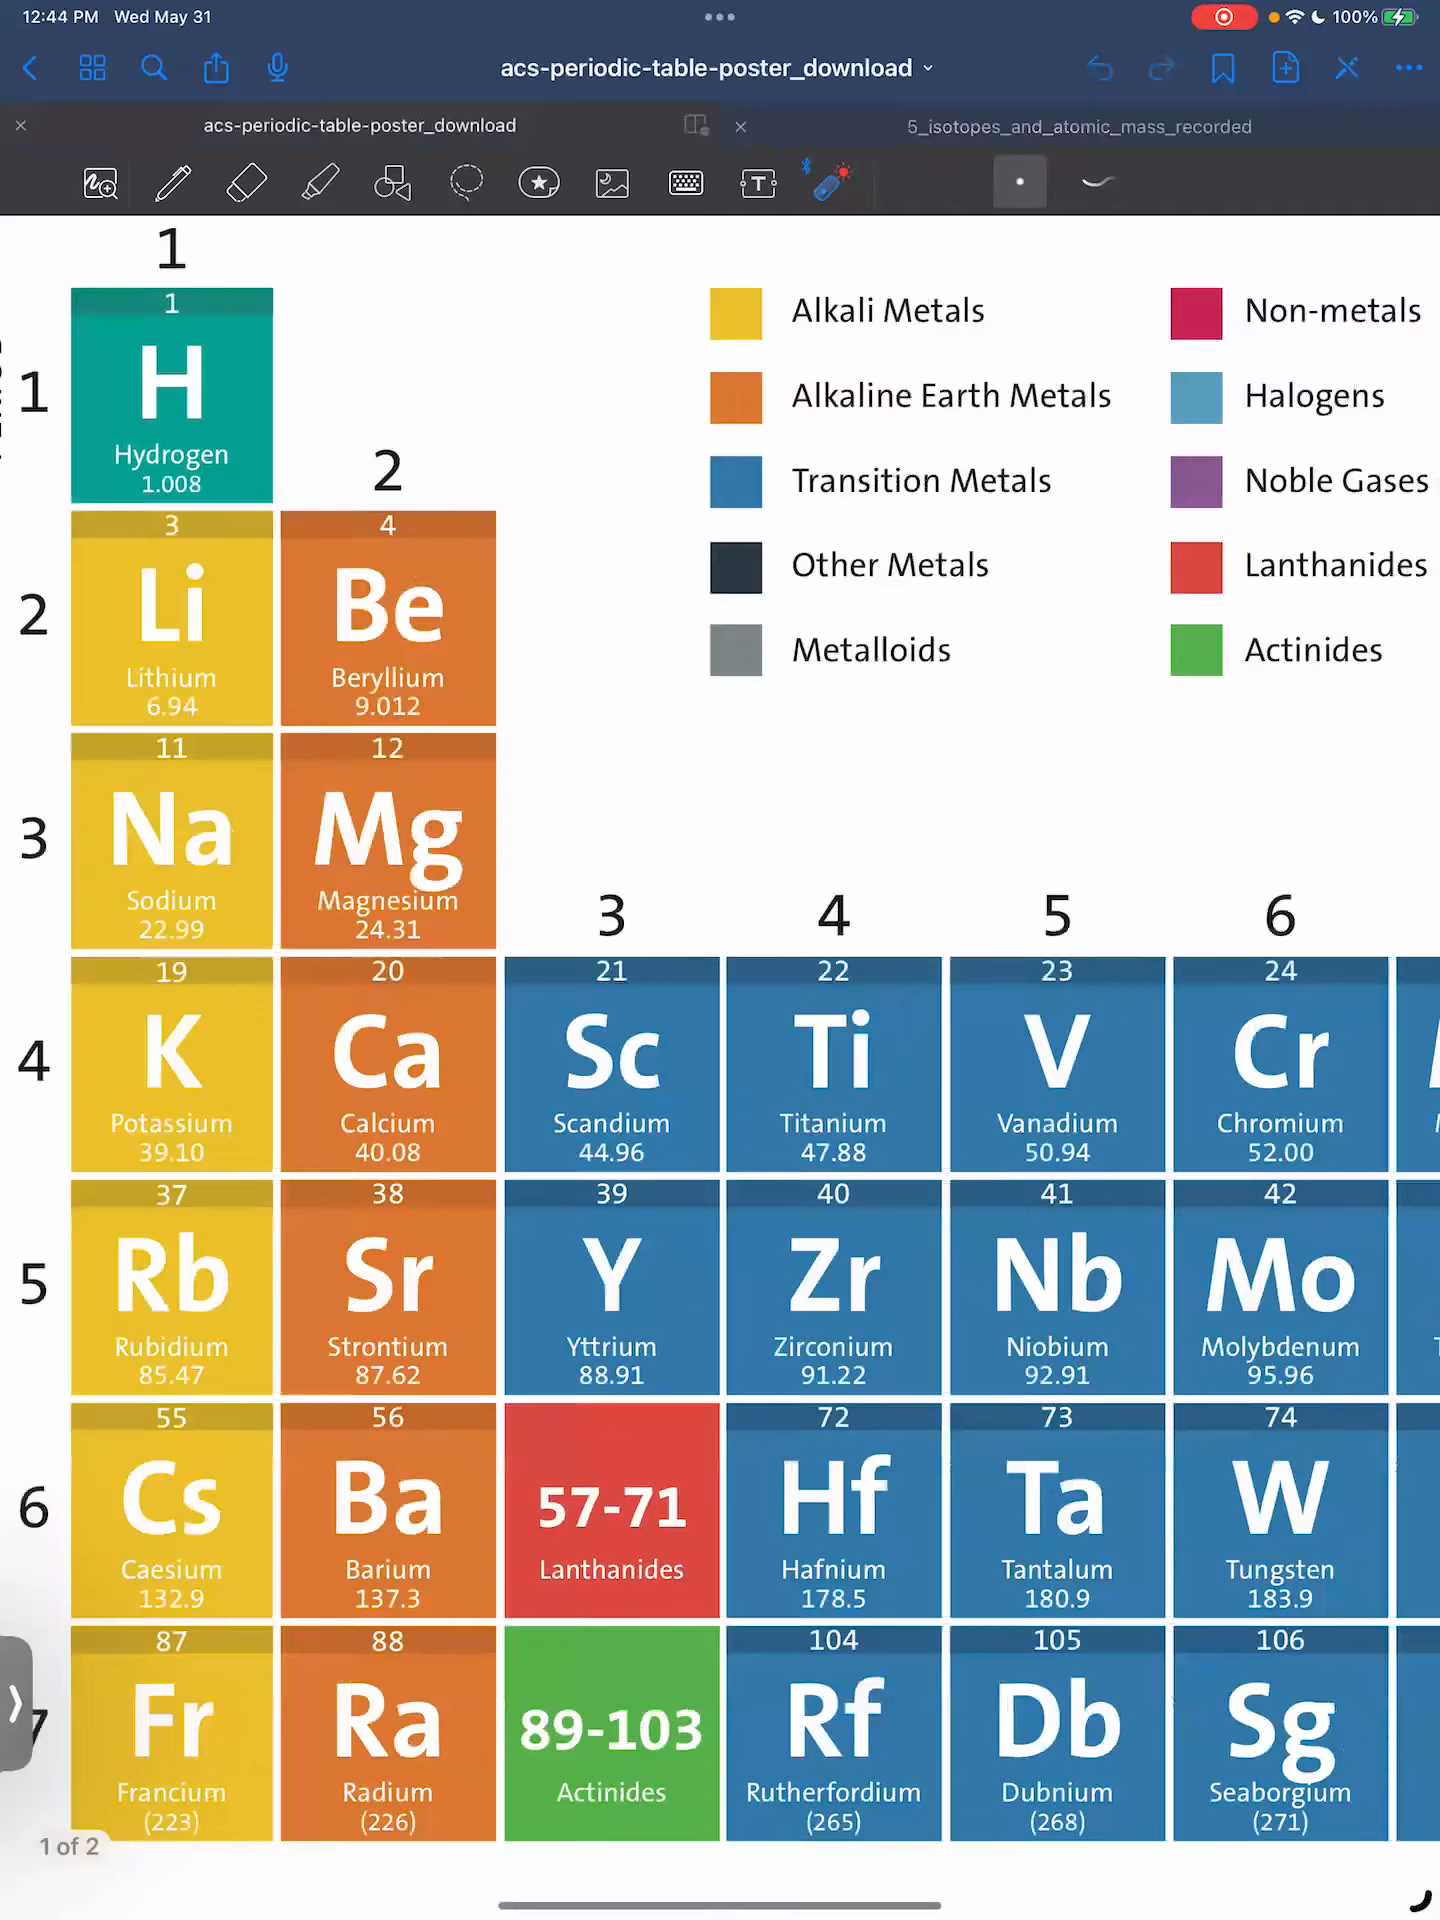 12:44 PM Wed May 31
100%
acs-periodic-table-poster_download
acs-periodic-table-poster_download
5_isotopes_and_atomic_mass_recorded
T
1
Alkali Metals
Alkaline Earth Metals
Transition Metals
Other Metals
Metalloids
Non-metals
Halogens
Noble Gases
Lanthanides
Actinides
1
1
H
Hydrogen
1.008
2
2
3
Li
Lithium
6.94
4
Be
Beryllium
9.012
3
11
Na
Sodium
22.99
12
Mg
Magnesium
24.31
3 4 5 6
4
19
K
Potassium
39.10
20
Ca
Calcium
40.08
21
Sc
Scandium
44.96
22
Ti
Titanium
47.88
23
V
Vanadium
50.94
24
Cr
Chromium
52.00
5
37
Rb
Rubidium
85.47
38
Sr
Strontium
87.62
39
Y
Yttrium
88.91
40
Zr
Zirconium
91.22
41
Nb
Niobium
92.91
42
Mo
Molybdenum
95.96
6
55
Cs
Caesium
132.9
56
Ba
Barium
137.3
57-71
Lanthanides
72
Hf
Hafnium
178.5
73
Ta
Tantalum
180.9
74
W
Tungsten
183.9
7
87
Fr
Francium
(223)
88
Ra
Radium
(226)
89-103
Actinides
104
Rf
Rutherfordium
(265)
105
Db
Dubnium
(268)
106
Sg
Seaborgium
(271)
1 of 2